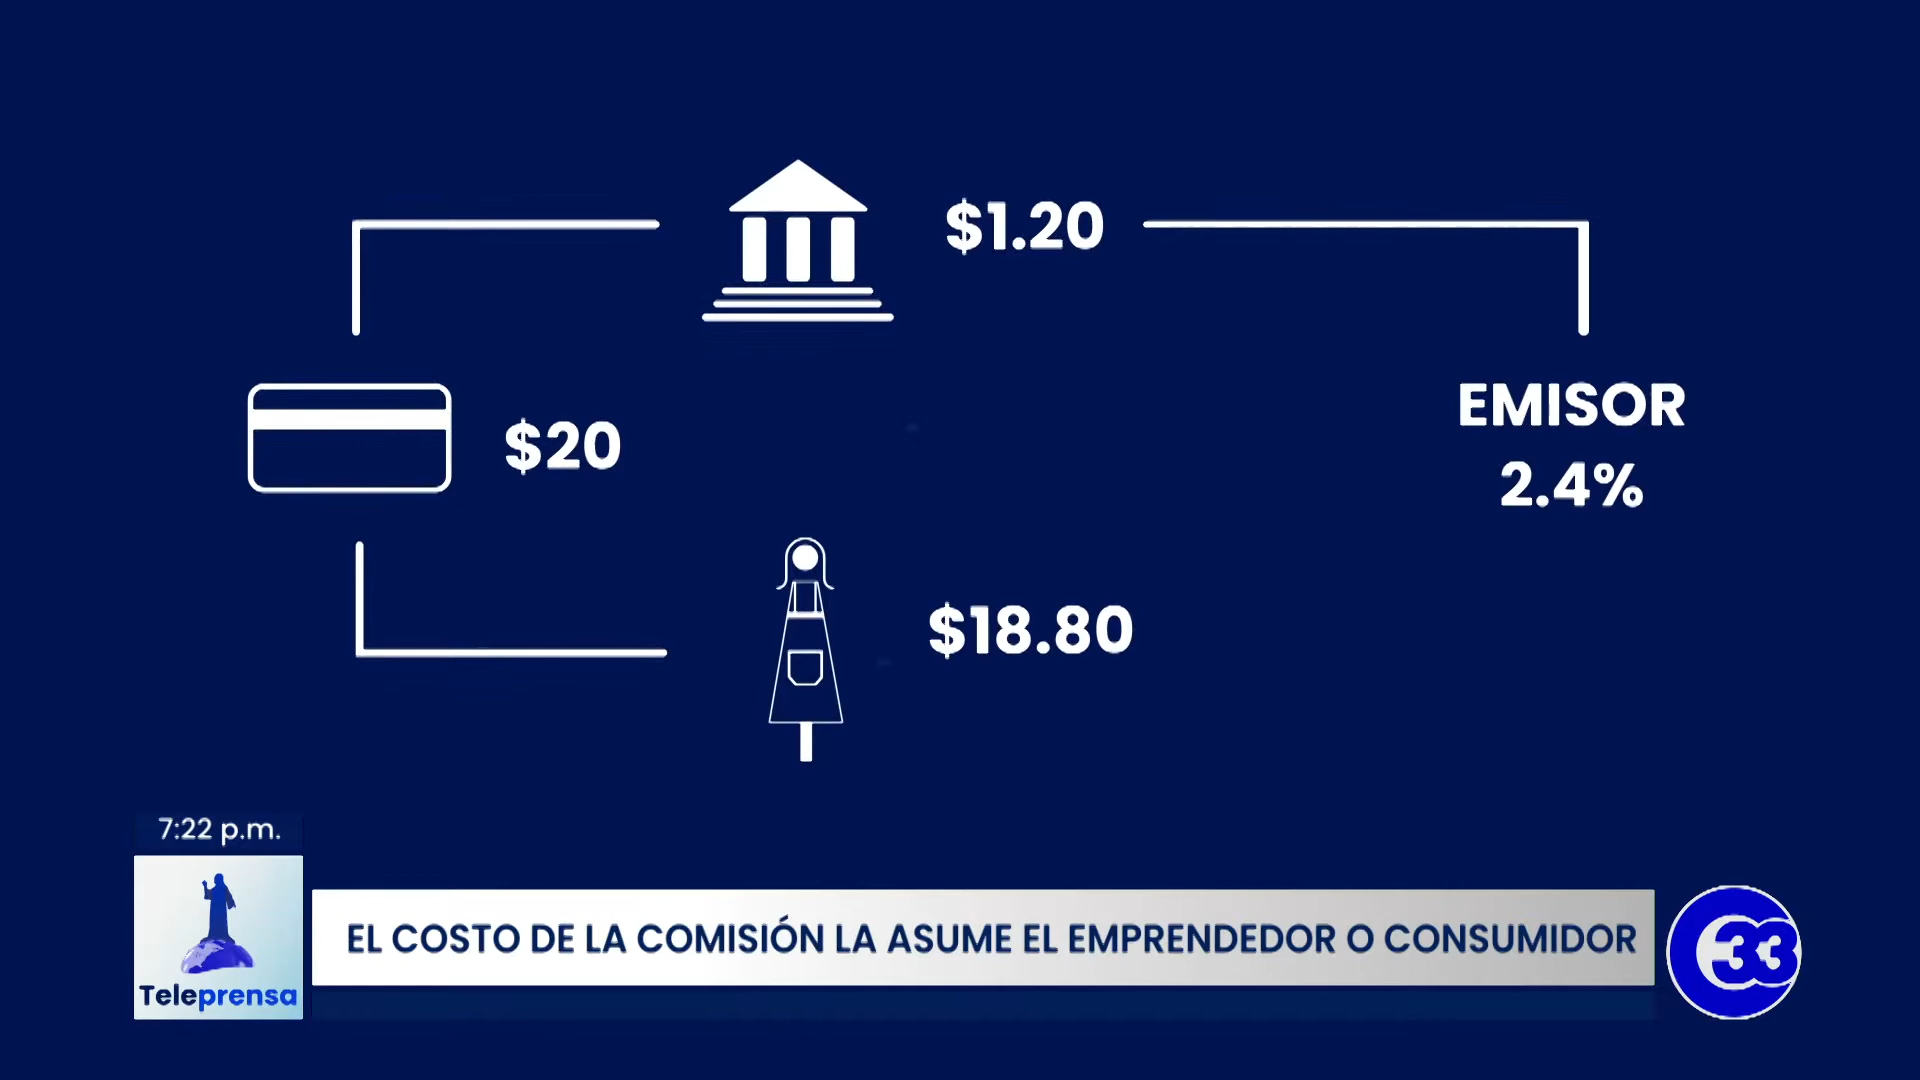 $1.20
$20
EMISOR
2.4%
$18.80
7:22 p.m.
EL COSTO DE LA COMISIÓN LA ASUME EL EMPRENDEDOR O CONSUMIDOR
Teleprensa
33